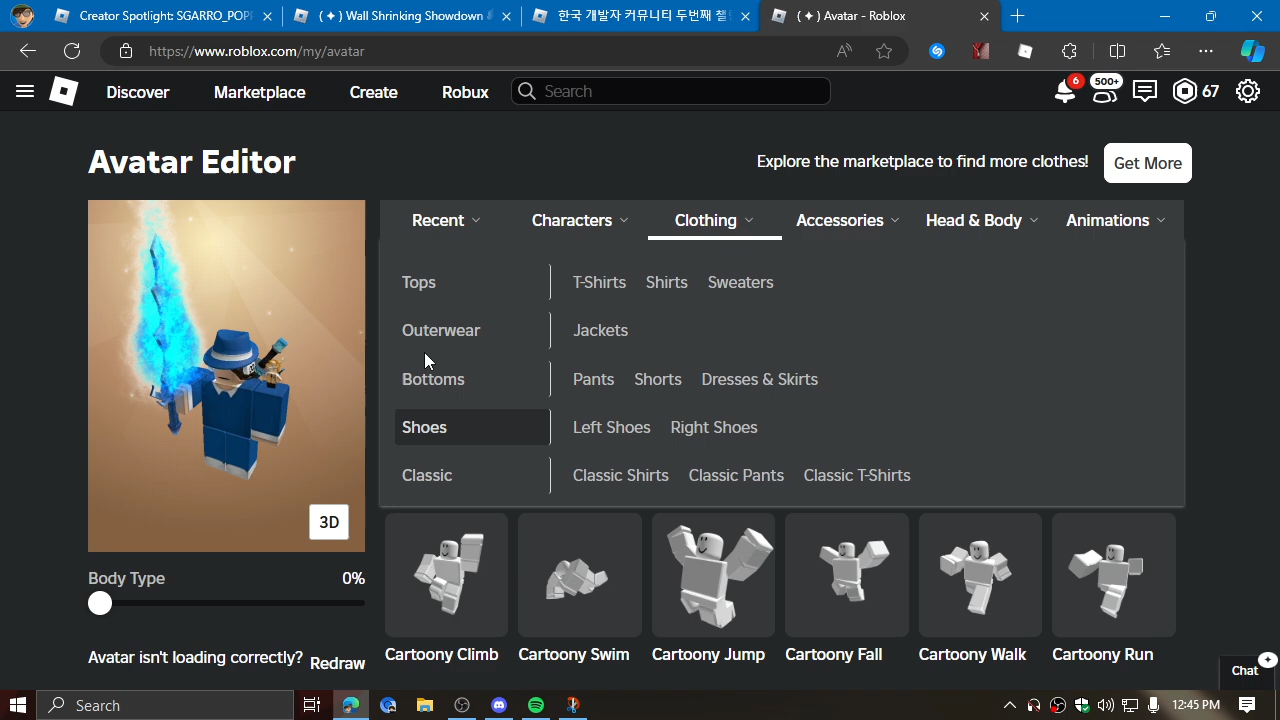 Creator Spotlight: SGARRO_POP
( ✦ ) Wall Shrinking Showdown
한국 개발자 커뮤니티 두번째 챌
( ✦ ) Avatar - Roblox
https://www.roblox.com/my/avatar
Discover
Marketplace
Create
Robux
Search
6
500+
67
Avatar Editor
Explore the marketplace to find more clothes!
Get More
Recent
Characters
Clothing
Accessories
Head & Body
Animations
Tops
T-Shirts Shirts Sweaters
Outerwear
Jackets
Bottoms
Pants Shorts Dresses & Skirts
Shoes
Left Shoes Right Shoes
Classic
Classic Shirts Classic Pants Classic T-Shirts
3D
Body Type
0%
Avatar isn't loading correctly?
Redraw
Cartoony Climb
Cartoony Swim
Cartoony Jump
Cartoony Fall
Cartoony Walk
Cartoony Run
Chat
Search
12:45 PM